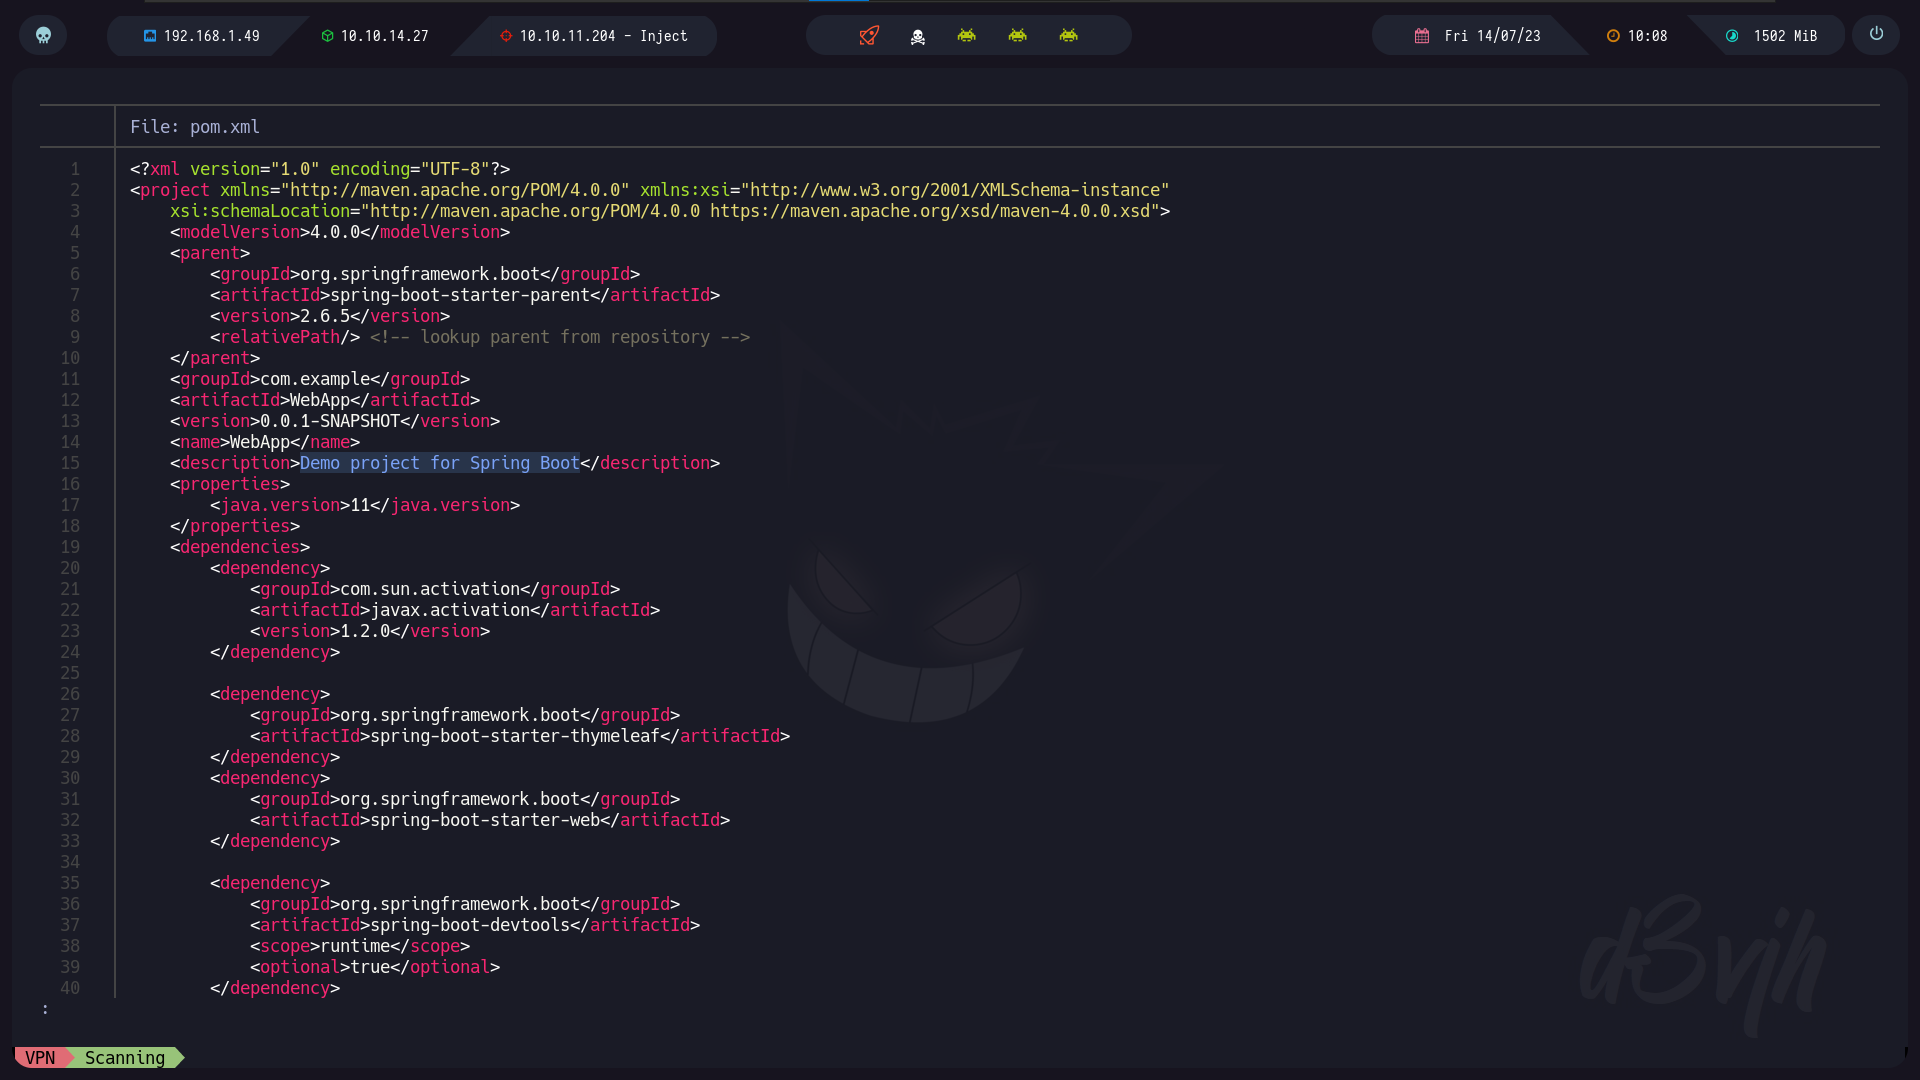 192.168.1.49 10.10.14.27 10.10.11.204 - Inject Fri 14/07/23 10:08 1502 MiB
File: pom.xml
1 <?xml version="1.0" encoding="UTF-8"?>
2 <project xmlns="http://maven.apache.org/POM/4.0.0" xmlns:xsi="http://www.w3.org/2001/XMLSchema-instance"
3 xsi:schemaLocation="http://maven.apache.org/POM/4.0.0 https://maven.apache.org/xsd/maven-4.0.0.xsd">
4 <modelVersion>4.0.0</modelVersion>
5 <parent>
6 <groupId>org.springframework.boot</groupId>
7 <artifactId>spring-boot-starter-parent</artifactId>
8 <version>2.6.5</version>
9 <relativePath/> <!-- lookup parent from repository -->
10 </parent>
11 <groupId>com.example</groupId>
12 <artifactId>WebApp</artifactId>
13 <version>0.0.1-SNAPSHOT</version>
14 <name>WebApp</name>
15 <description>Demo project for Spring Boot</description>
16 <properties>
17 <java.version>11</java.version>
18 </properties>
19 <dependencies>
20 <dependency>
21 <groupId>com.sun.activation</groupId>
22 <artifactId>javax.activation</artifactId>
23 <version>1.2.0</version>
24 </dependency>
25
26 <dependency>
27 <groupId>org.springframework.boot</groupId>
28 <artifactId>spring-boot-starter-thymeleaf</artifactId>
29 </dependency>
30 <dependency>
31 <groupId>org.springframework.boot</groupId>
32 <artifactId>spring-boot-starter-web</artifactId>
33 </dependency>
34
35 <dependency>
36 <groupId>org.springframework.boot</groupId>
37 <artifactId>spring-boot-devtools</artifactId>
38 <scope>runtime</scope>
39 <optional>true</optional>
40 </dependency>
:
d3vjh
VPN Scanning